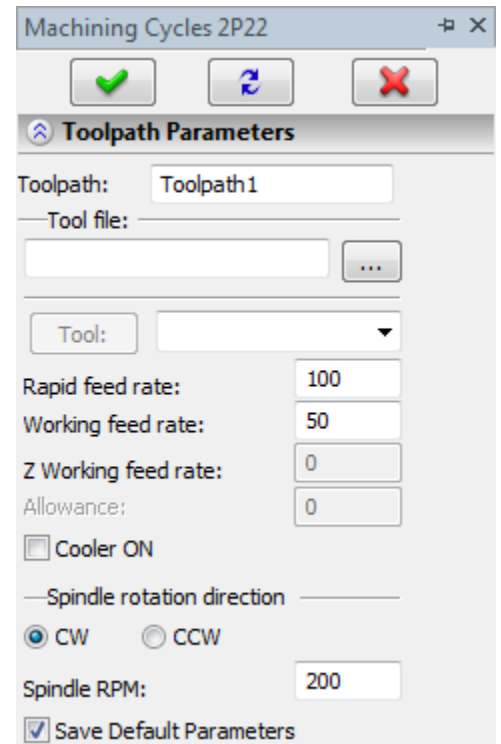 Machining Cycles 2P22
Toolpath Parameters
Toolpath: Toolpath1
Tool file:
...
Tool:
Rapid feed rate: 100
Working feed rate: 50
Z Working feed rate: 0
Allowance: 0
Cooler ON
Spindle rotation direction
CW CCW
Spindle RPM: 200
Save Default Parameters